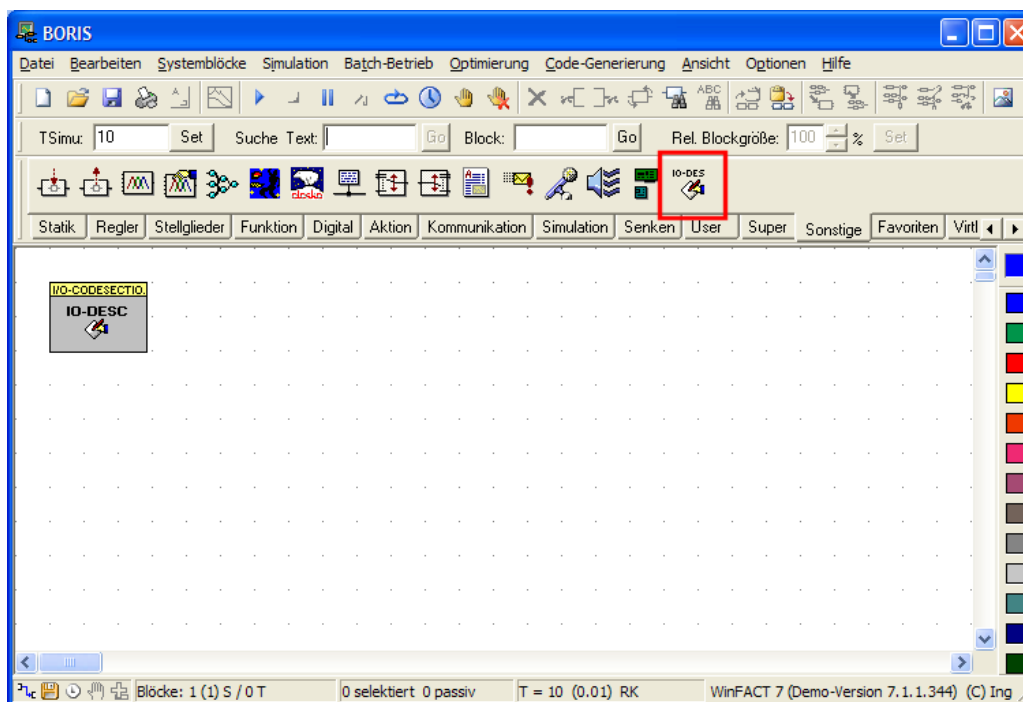 BORIS
Datei Bearbeiten Systemblöcke Simulation Batch-Betrieb Optimierung Code-Generierung Ansicht Optionen Hilfe
ABC
TSimu: 10 Set Suche Text: Go Block: Go Rel. Blockgröße: 100 % Set
IO-DES
Statik Regler Stellglieder Funktion Digital Aktion Kommunikation Simulation Senken User Super Sonstige Favoriten Virtl
I/O-CODESECTIO.
IO-DESC
Blöcke: 1 (1) S / 0 T 0 selektiert 0 passiv T = 10 (0.01) RK WinFACT 7 (Demo-Version 7.1.1.344) (C) Ing